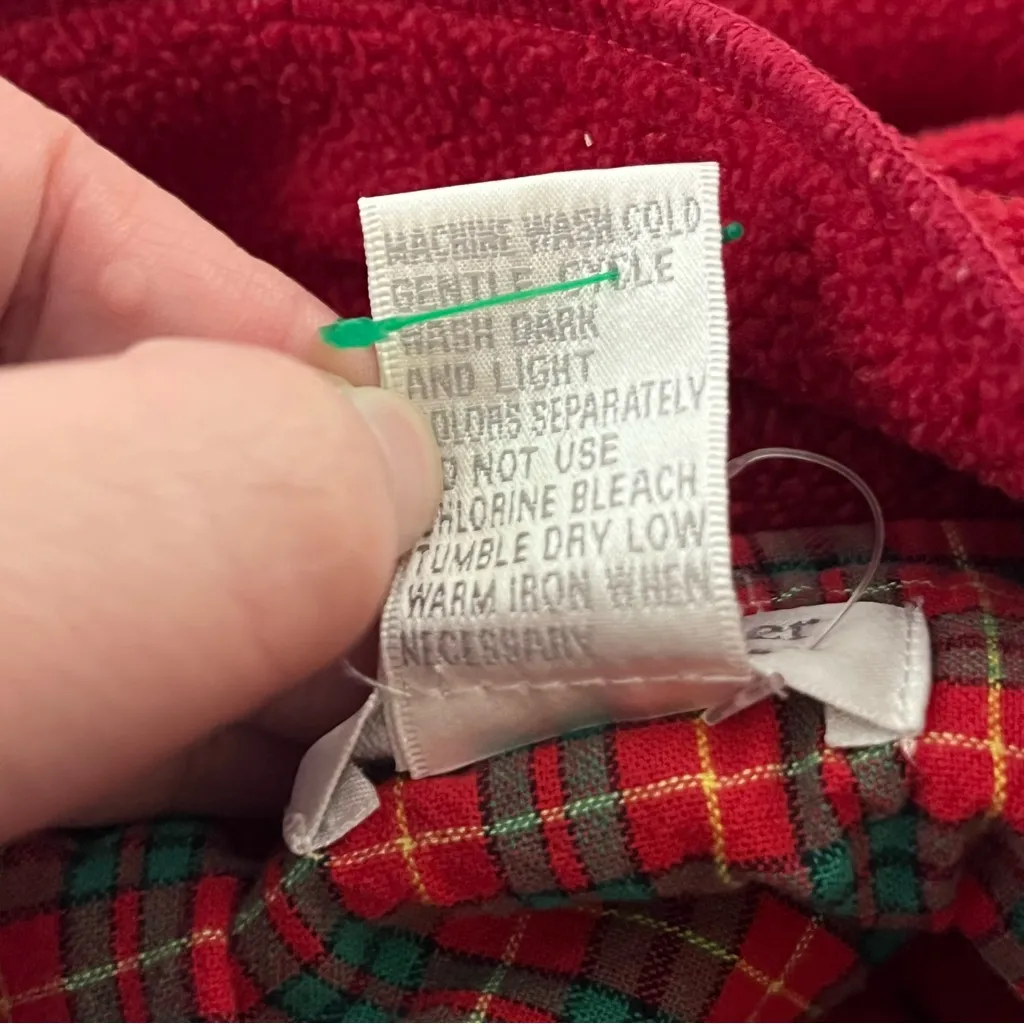 MACHINE WASH COLD
GENTLE CYCLE
WASH DARK
AND LIGHT
COLORS SEPARATELY
DO NOT USE
CHLORINE BLEACH
TUMBLE DRY LOW
WARM IRON WHEN
NECESSARY
er